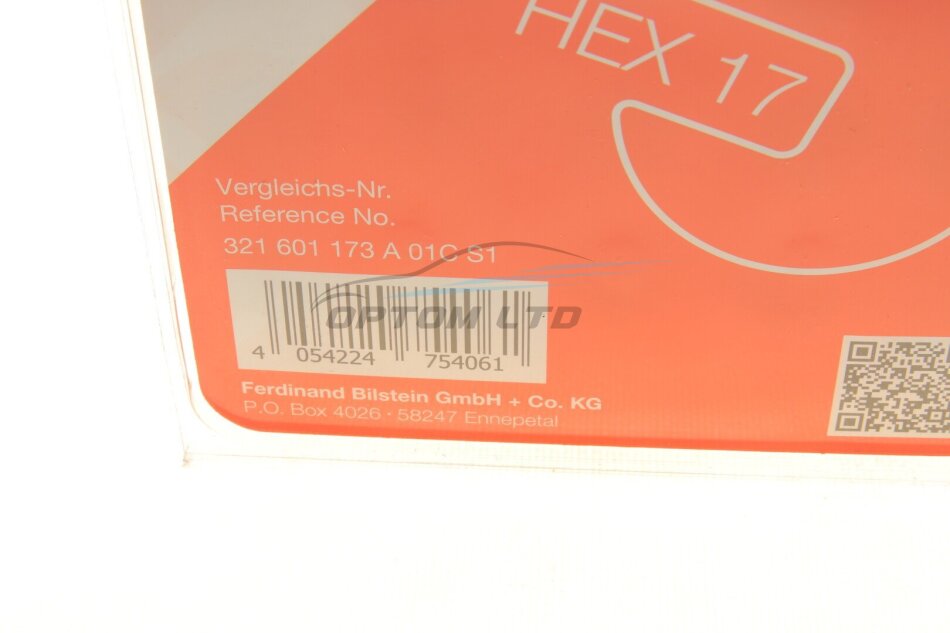 HEX 17
Vergleichs-Nr.
Reference No.
321 601 173 A 01C S1
OPTOM LTD
4 054224 754061
Ferdinand Bilstein GmbH + Co. KG
P.O. Box 4026 · 58247 Ennepetal